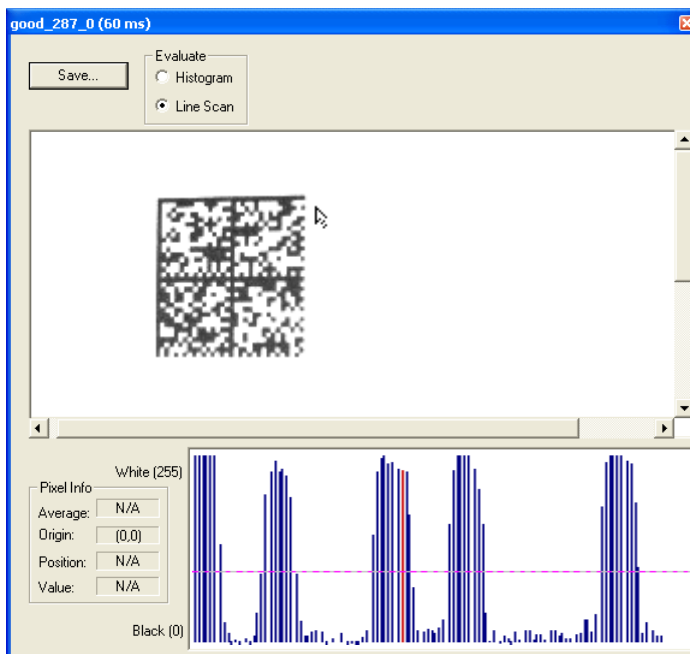 good_287_0 (60 ms)
Evaluate
Save...
Histogram
Line Scan
White (255)
Pixel Info
Average: N/A
Origin: (0,0)
Position: N/A
Value: N/A
Black (0)